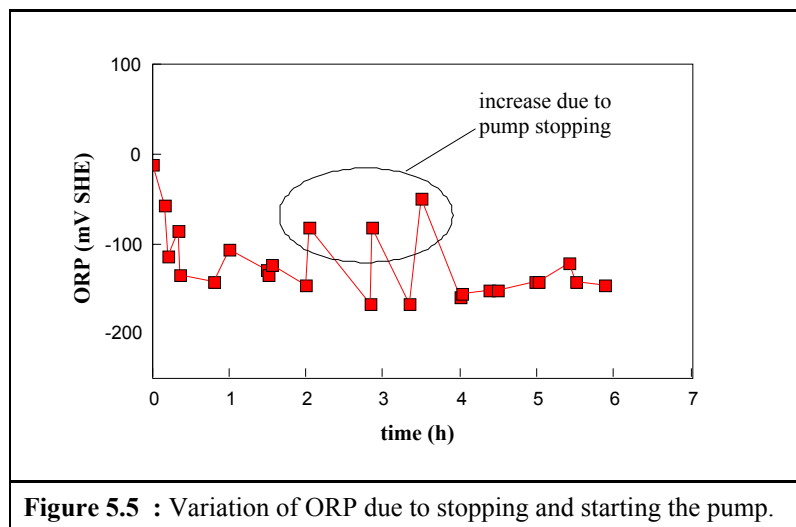 100
increase due to
pump stopping
0
ORP (mV SHE)
-100
-200
0 1 2 3 4 5 6 7
time (h)
Figure 5.5 : Variation of ORP due to stopping and starting the pump.